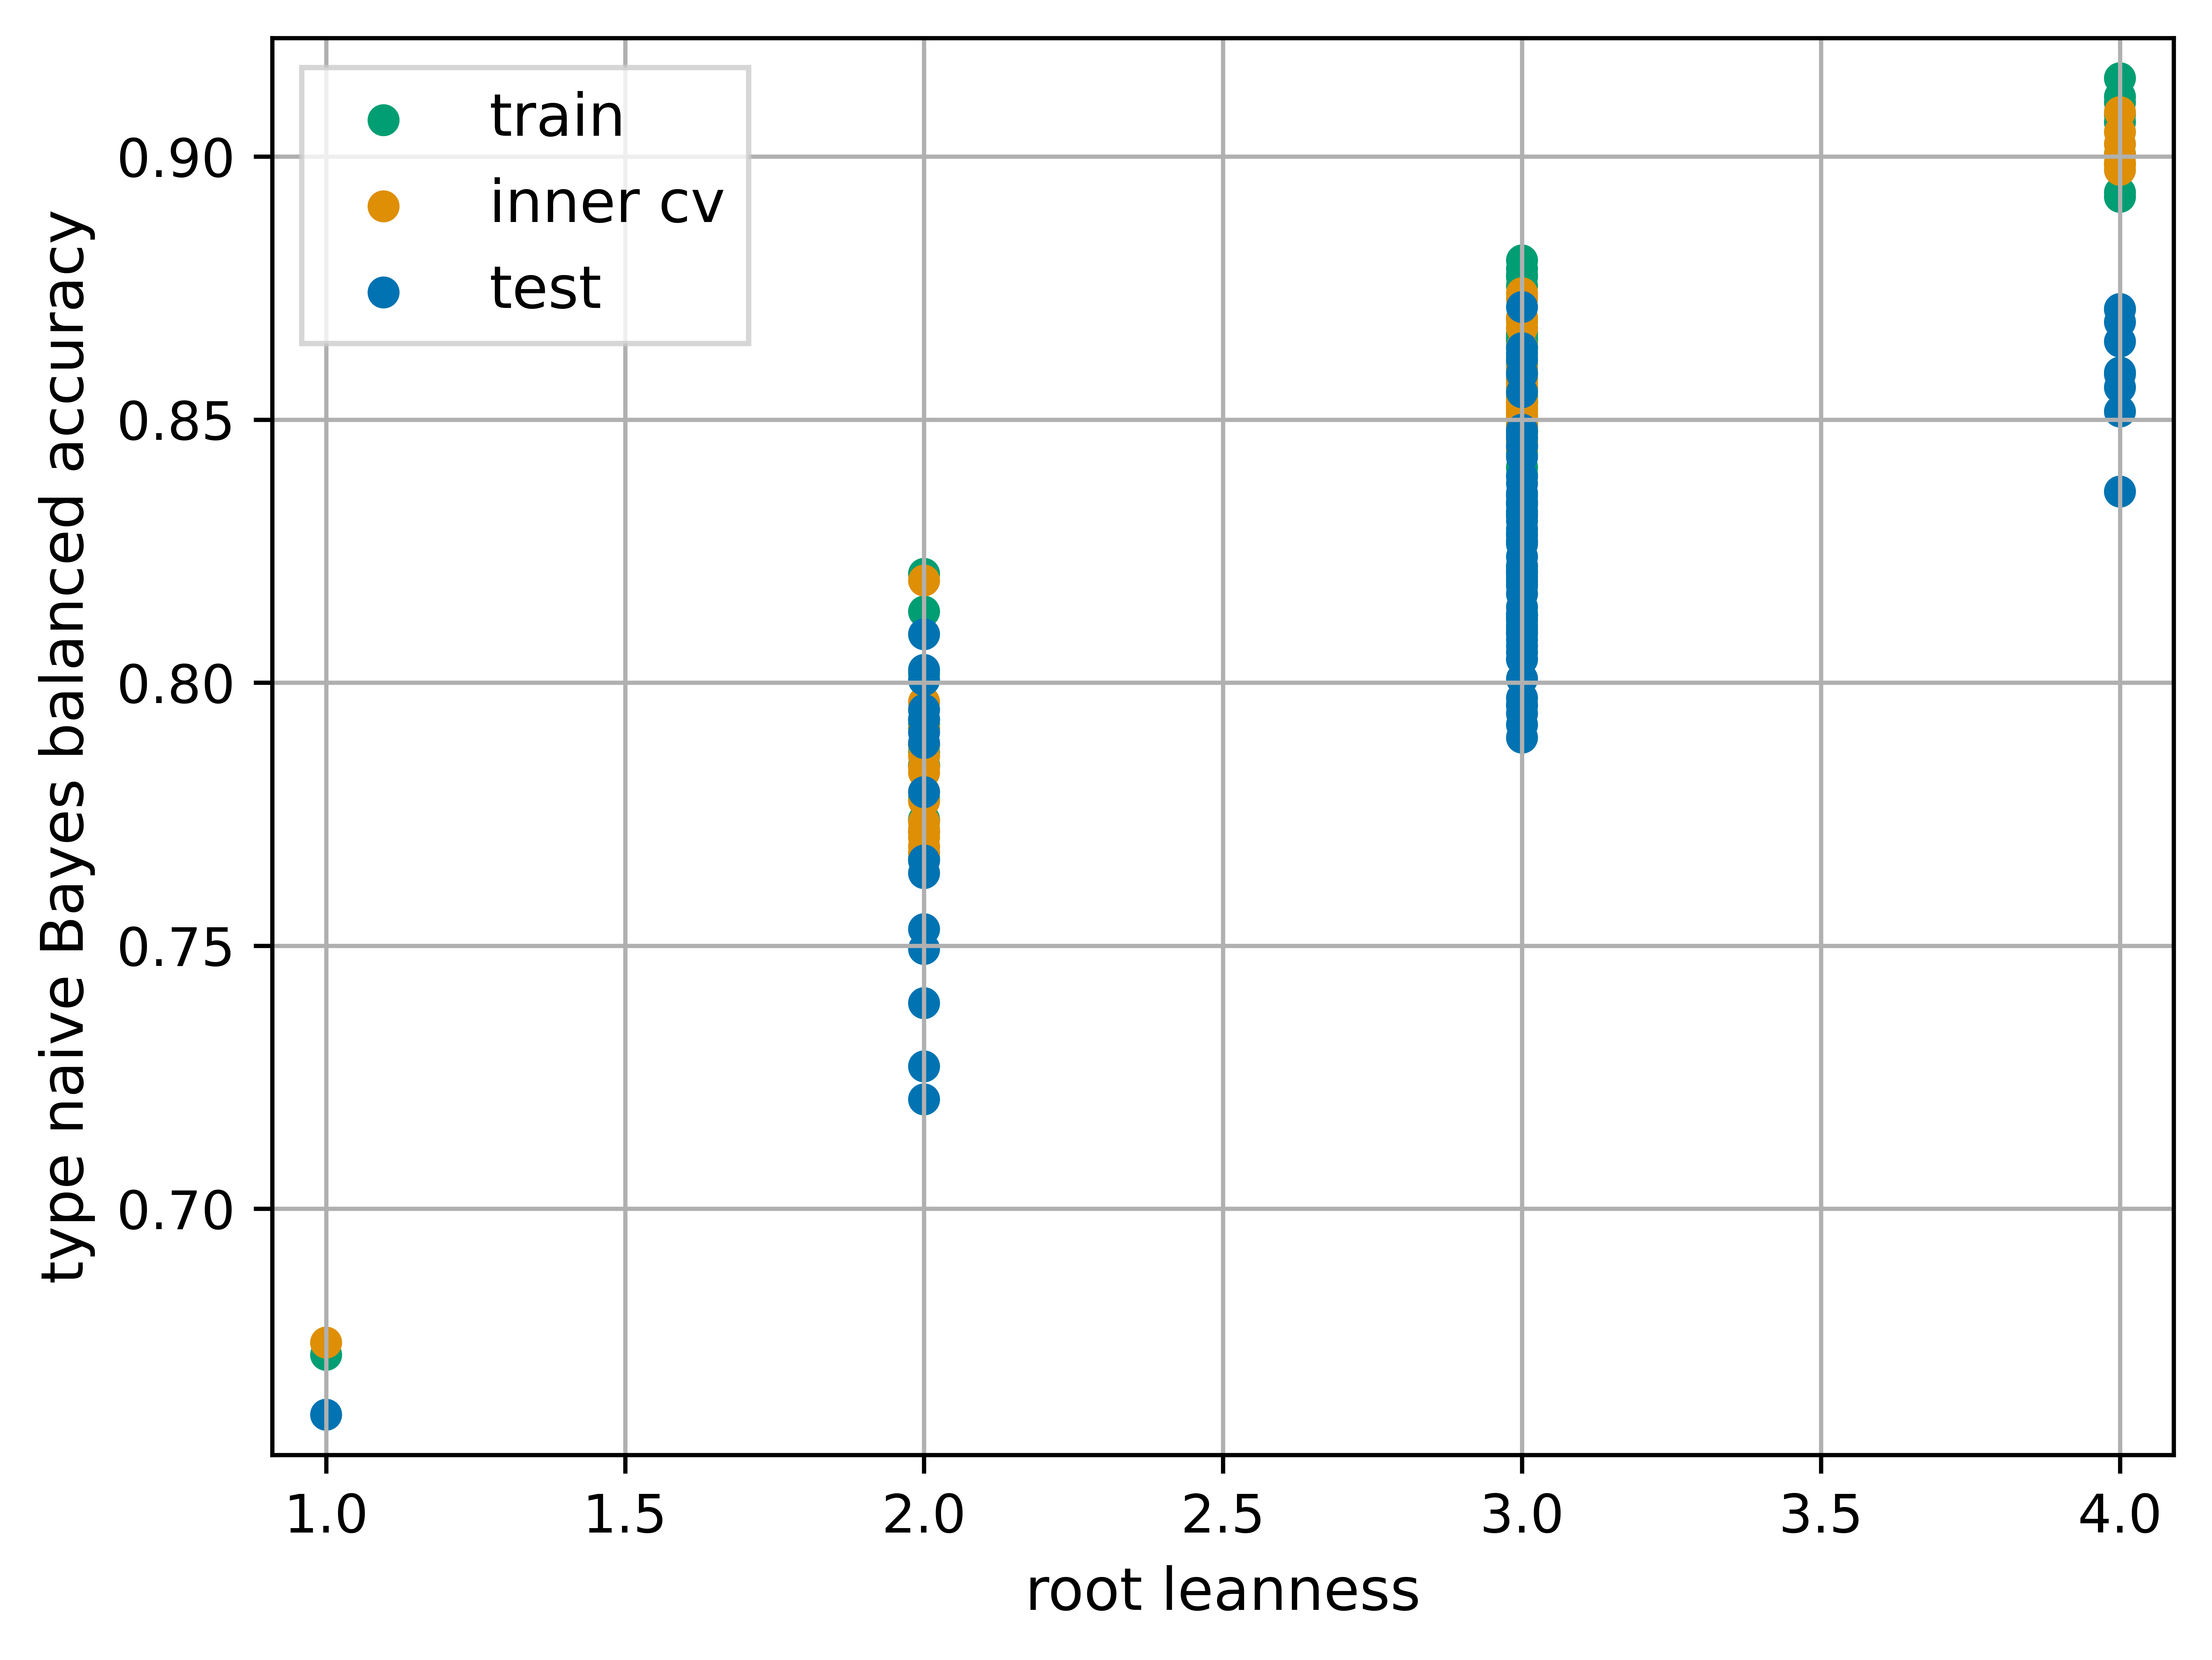 train
inner cv
test
0.90
0.85
0.80
0.75
0.70
type naive Bayes balanced accuracy
1.0
1.5
2.0
2.5
3.0
3.5
4.0
root leanness